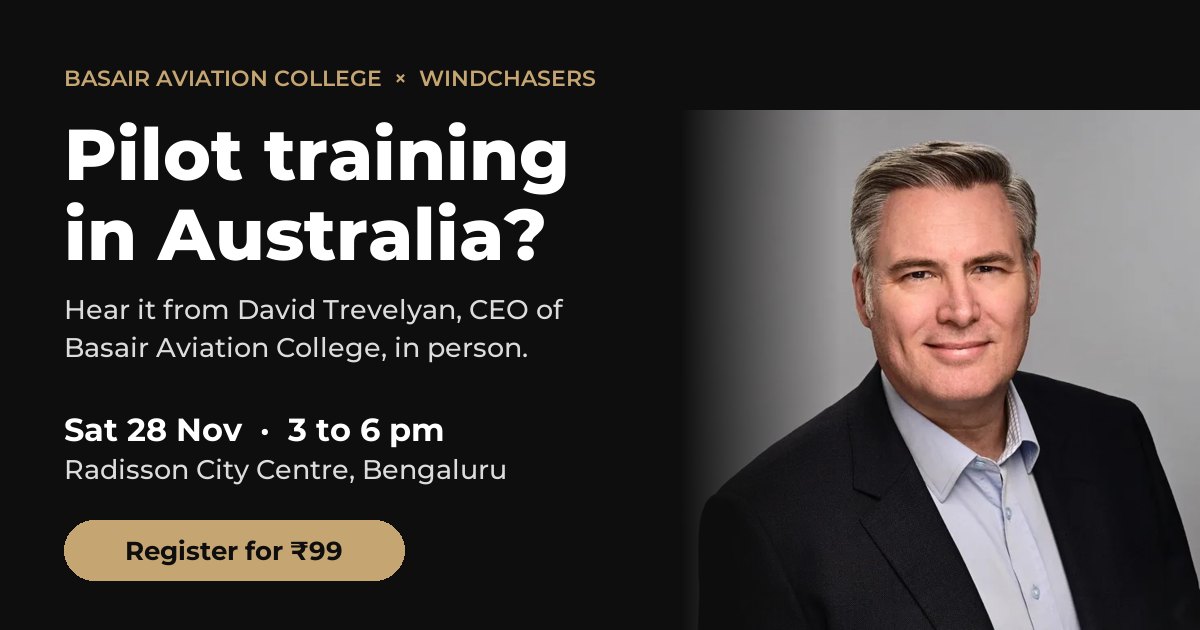 BASAIR AVIATION COLLEGE × WINDCHASERS
Pilot training
in Australia?
Hear it from David Trevelyan, CEO of
Basair Aviation College, in person.
Sat 28 Nov · 3 to 6 pm
Radisson City Centre, Bengaluru
Register for ₹99